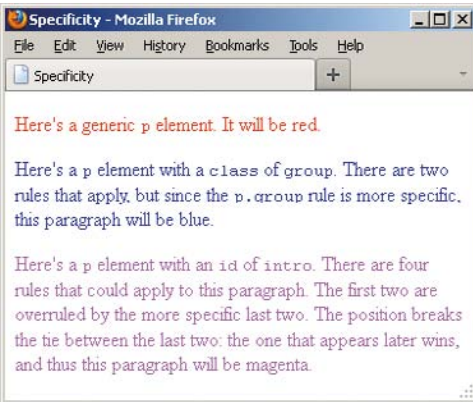 Specificity - Mozilla Firefox
File Edit View History Bookmarks Tools Help
Specificity
Here's a generic p element. It will be red.
Here's a p element with a class of group. There are two
rules that apply, but since the p.group rule is more specific,
this paragraph will be blue.
Here's a p element with an id of intro. There are four
rules that could apply to this paragraph. The first two are
overruled by the more specific last two. The position breaks
the tie between the last two: the one that appears later wins,
and thus this paragraph will be magenta.